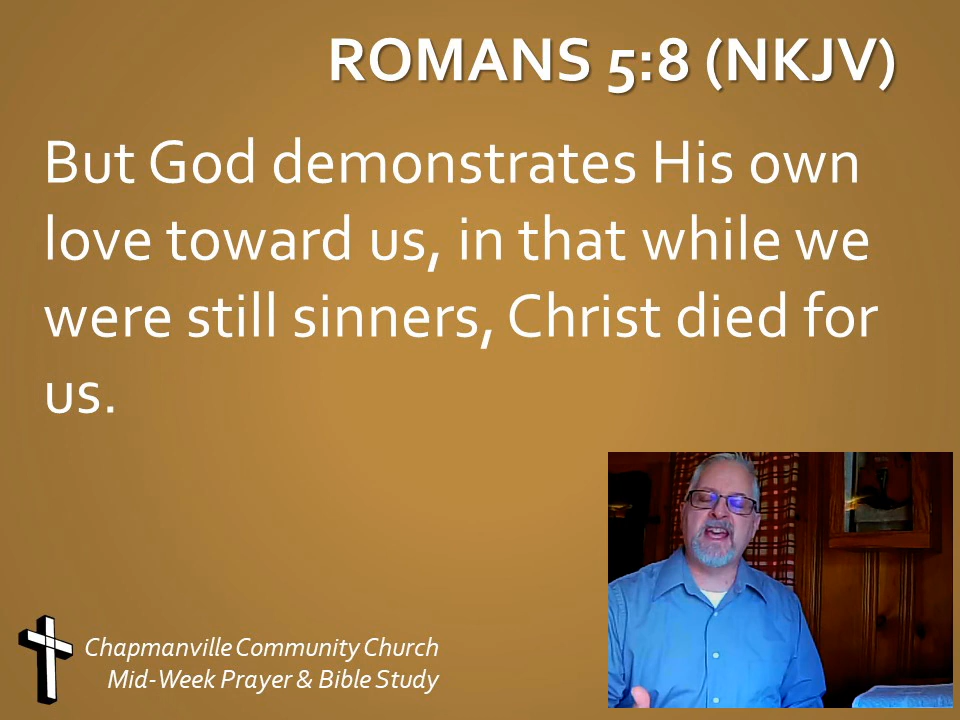 ROMANS 5:8 (NKJV)
But God demonstrates His own
love toward us, in that while we
were still sinners, Christ died for
us.
Chapmanville Community Church
Mid-Week Prayer & Bible Study